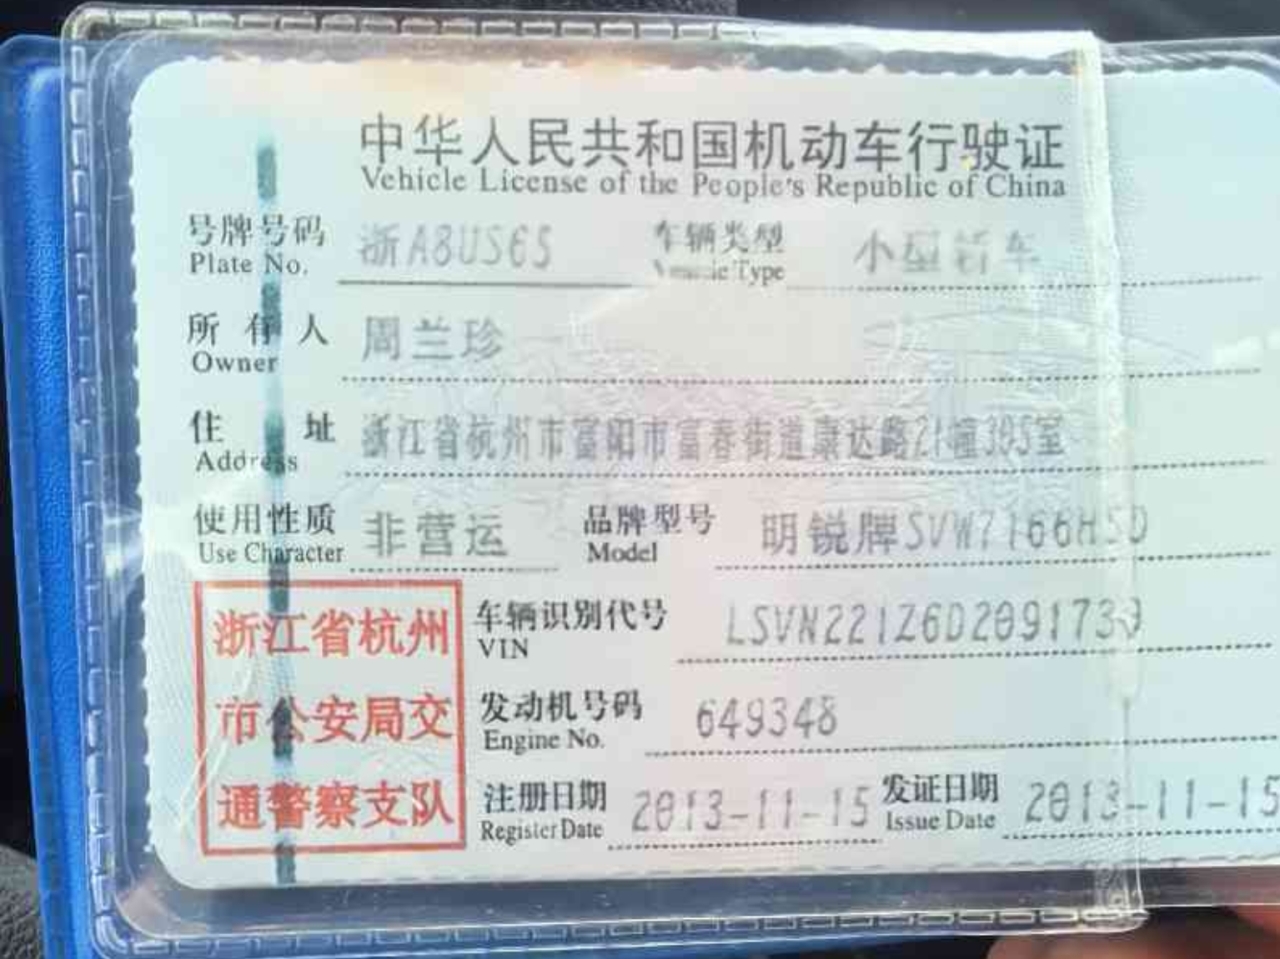 中华人民共和国机动车行驶证
Vehicle License of the People's Republic of China
号牌号码 浙A8US65 车辆类型 小型轿车
Plate No. Vehicle Type
所有人 周兰珍
Owner
住址 浙江省杭州市富阳市富春街道康达路21幢305室
Address
使用性质 非营运 品牌型号 明锐牌SVW7166HSD
Use Character Model
浙江省杭州
市公安局交
通警察支队
车辆识别代号 LSVN221Z6D2091739
VIN
发动机号码 649348
Engine No.
注册日期 2013-11-15 发证日期 2013-11-15
Register Date Issue Date